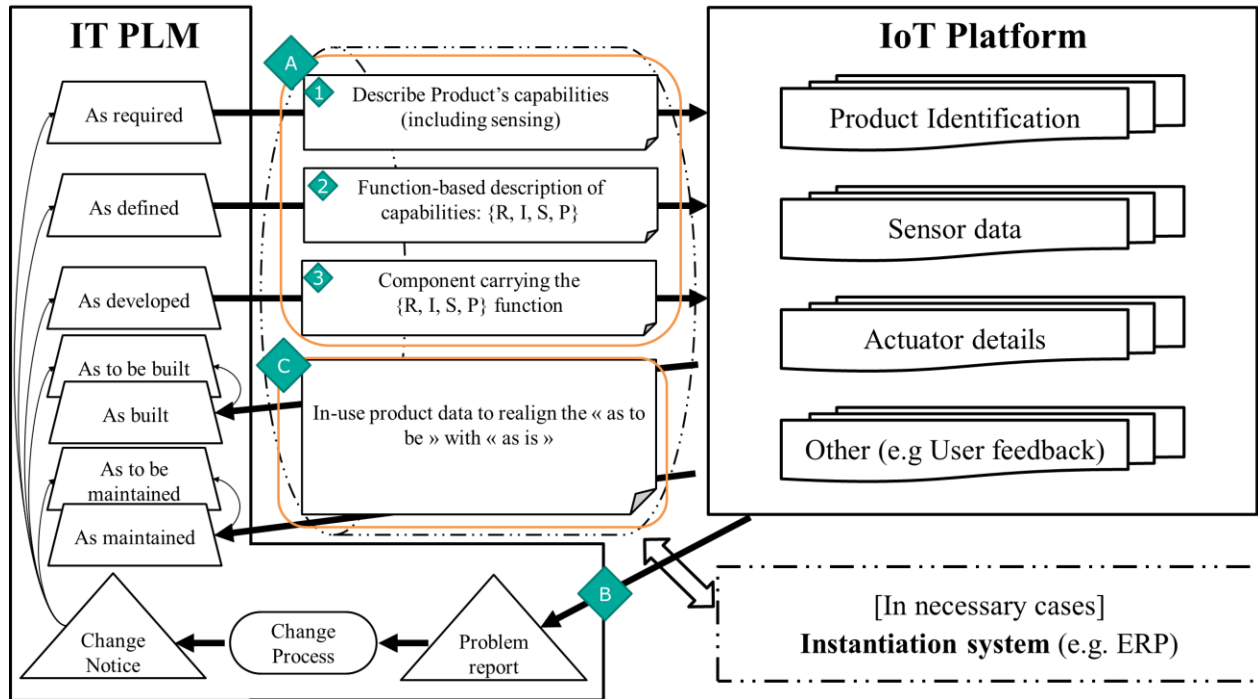 IT PLM
As required
As defined
As developed
As to be built
As built
As to be
maintained
As maintained
Change
Notice
Change
Process
Problem
report
A
1
Describe Product’s capabilities
(including sensing)
2
Function-based description of
capabilities: {R, I, S, P}
3
Component carrying the
{R, I, S, P} function
C
In-use product data to realign the « as to
be » with « as is »
B
IoT Platform
Product Identification
Sensor data
Actuator details
Other (e.g User feedback)
[In necessary cases]
Instantiation system (e.g. ERP)